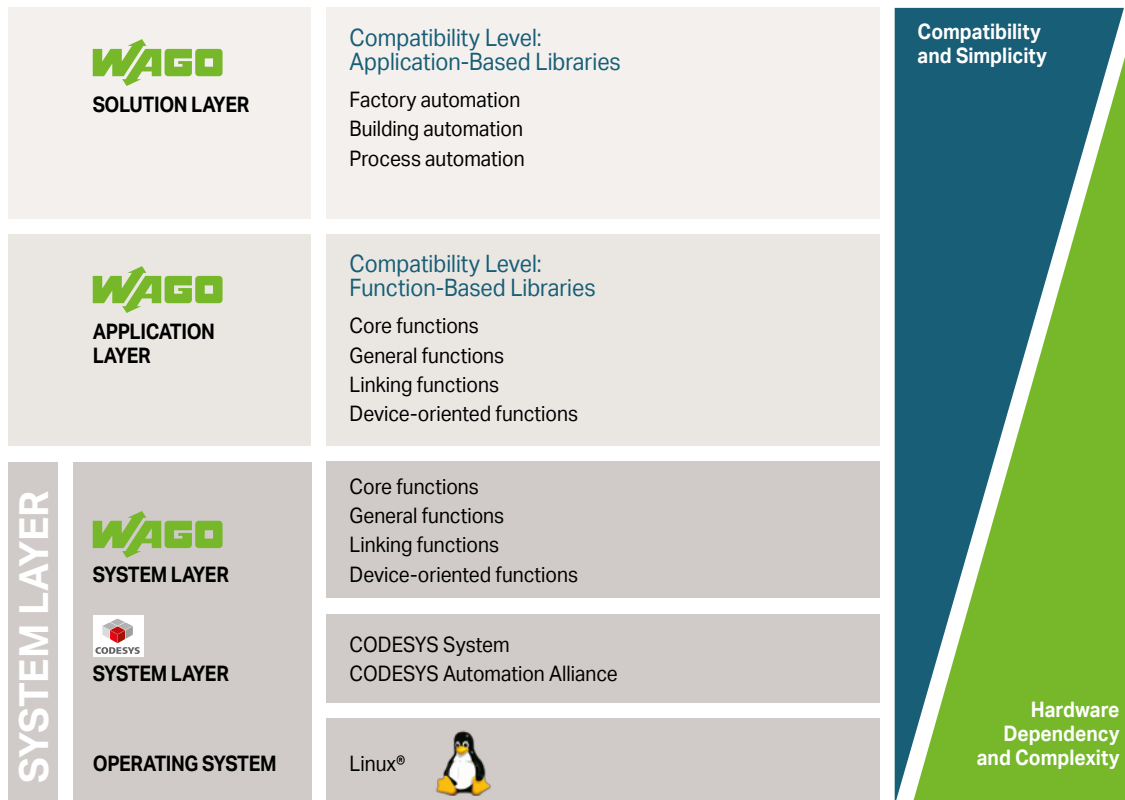 WAGO
SOLUTION LAYER
Compatibility Level:
Application-Based Libraries
Factory automation
Building automation
Process automation
WAGO
APPLICATION
LAYER
Compatibility Level:
Function-Based Libraries
Core functions
General functions
Linking functions
Device-oriented functions
SYSTEM LAYER
WAGO
SYSTEM LAYER
Core functions
General functions
Linking functions
Device-oriented functions
CODESYS
SYSTEM LAYER
CODESYS System
CODESYS Automation Alliance
OPERATING SYSTEM
Linux®
Compatibility
and Simplicity
Hardware
Dependency
and Complexity